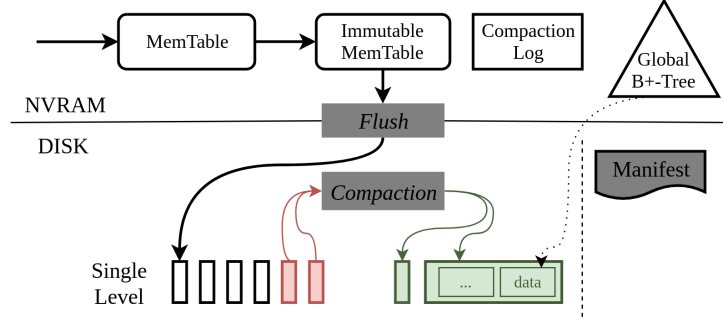 MemTable
Immutable
MemTable
Compaction
Log
Global
B+-Tree
NVRAM
Flush
DISK
Manifest
Compaction
Single
Level
...
data